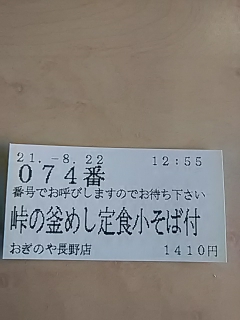 21.-8.22 12:55
074番
番号でお呼びしますのでお待ち下さい
峠の釜めし定食小そば付
おぎのや長野店 1410円